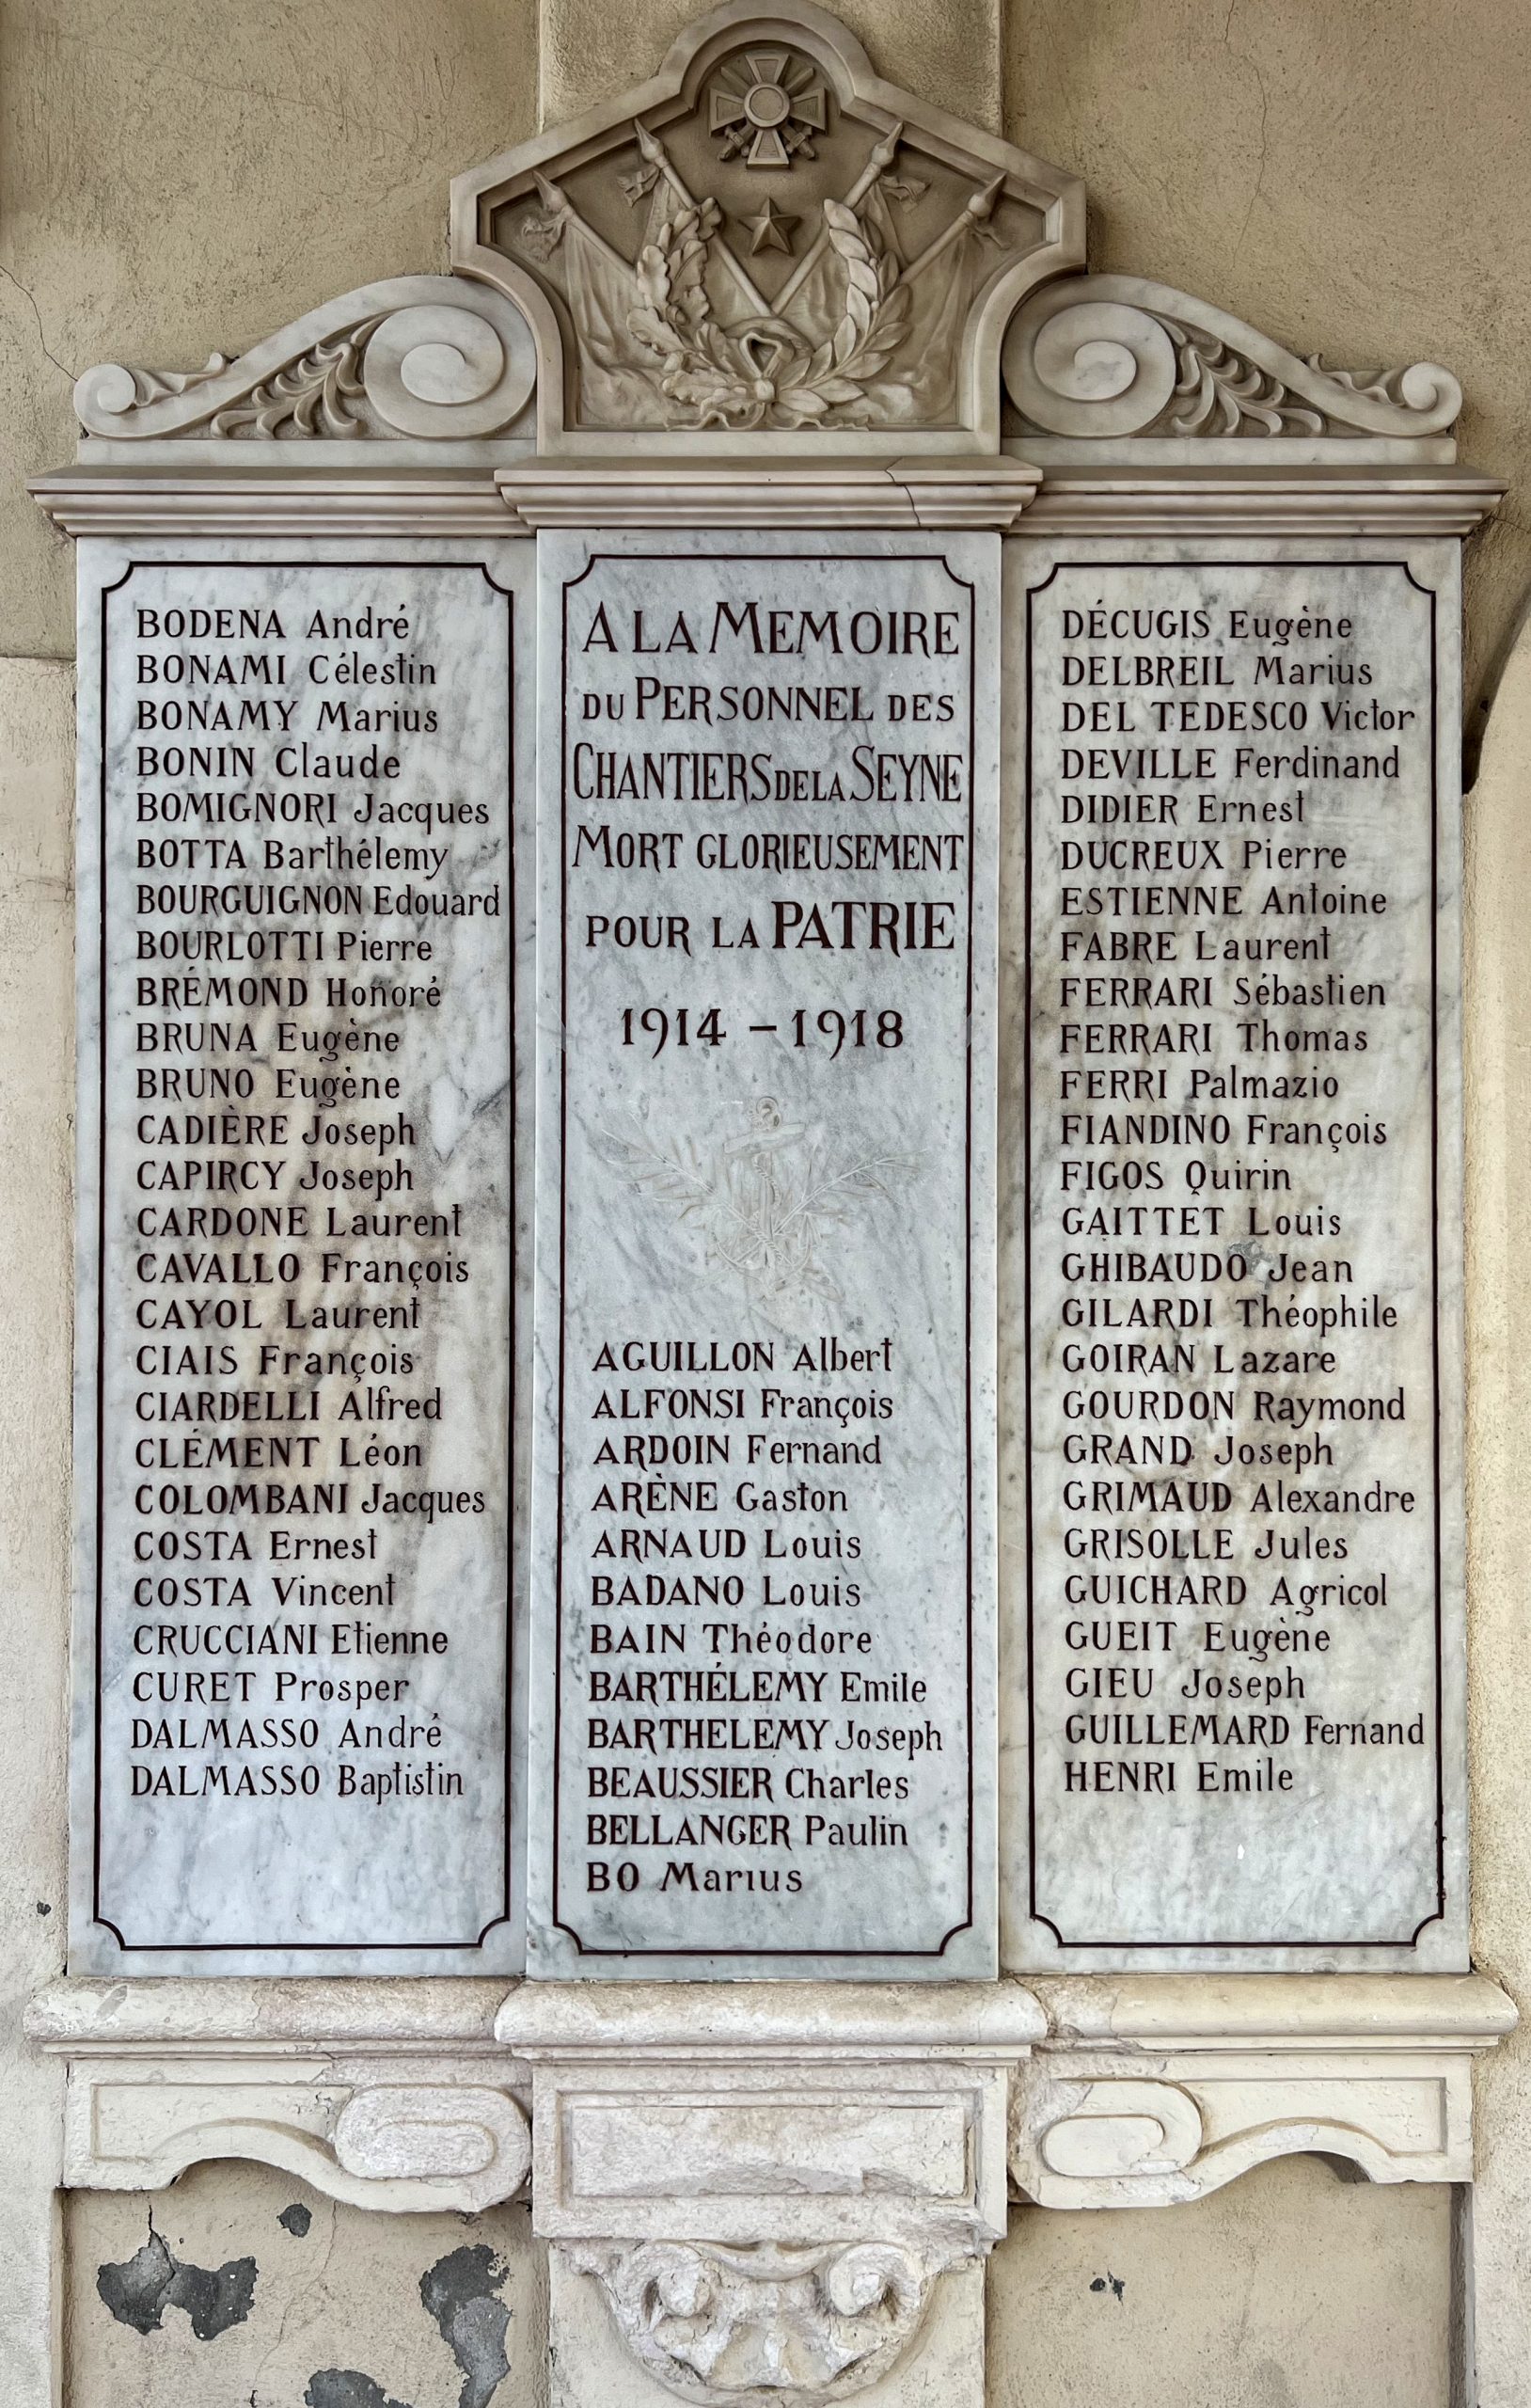 A LA MEMOIRE
DU PERSONNEL DES
CHANTIERS DE LA SEYNE
MORT GLORIEUSEMENT
POUR LA PATRIE
1914 - 1918
AGUILLON Albert
ALFONSI François
ARDOIN Fernand
ARÈNE Gaston
ARNAUD Louis
BADANO Louis
BAIN Théodore
BARTHÉLEMY Emile
BARTHELEMY Joseph
BEAUSSIER Charles
BELLANGER Paulin
BO Marius
BODENA André
BONAMI Célestin
BONAMY Marius
BONIN Claude
BOMIGNORI Jacques
BOTTA Barthélemy
BOURGUIGNON Edouard
BOURLOTTI Pierre
BRÉMOND Honoré
BRUNA Eugène
BRUNO Eugène
CADIÈRE Joseph
CAPIRCY Joseph
CARDONE Laurent
CAVALLO François
CAYOL Laurent
CIAIS François
CIARDELLI Alfred
CLÉMENT Léon
COLOMBANI Jacques
COSTA Ernest
COSTA Vincent
CRUCCIANI Etienne
CURET Prosper
DALMASSO André
DALMASSO Baptistin
DÉCUGIS Eugène
DELBREIL Marius
DEL TEDESCO Victor
DEVILLE Ferdinand
DIDIER Ernest
DUCREUX Pierre
ESTIENNE Antoine
FABRE Laurent
FERRARI Sébastien
FERRARI Thomas
FERRI Palmazio
FIANDINO François
FIGOS Quirin
GAITTET Louis
GHIBAUDO Jean
GILARDI Théophile
GOIRAN Lazare
GOURDON Raymond
GRAND Joseph
GRIMAUD Alexandre
GRISOLLE Jules
GUICHARD Agricol
GUEIT Eugène
GIEU Joseph
GUILLEMARD Fernand
HENRI Emile